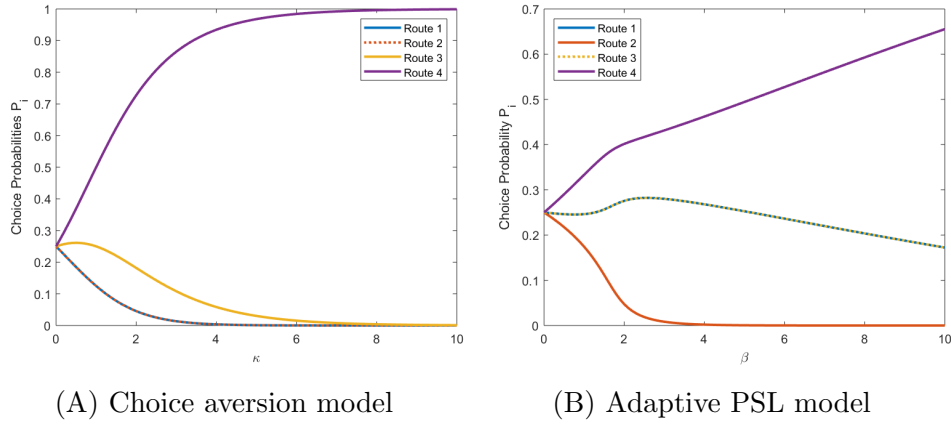 1
0.9
0.8
0.7
0.6
0.5
0.4
0.3
0.2
0.1
0
Choice Probabilities P_i
0 2 4 6 8 10
κ
Route 1
Route 2
Route 3
Route 4
(A) Choice aversion model
0.7
0.6
0.5
0.4
0.3
0.2
0.1
0
Choice Probability P_i
0 2 4 6 8 10
β
Route 1
Route 2
Route 3
Route 4
(B) Adaptive PSL model